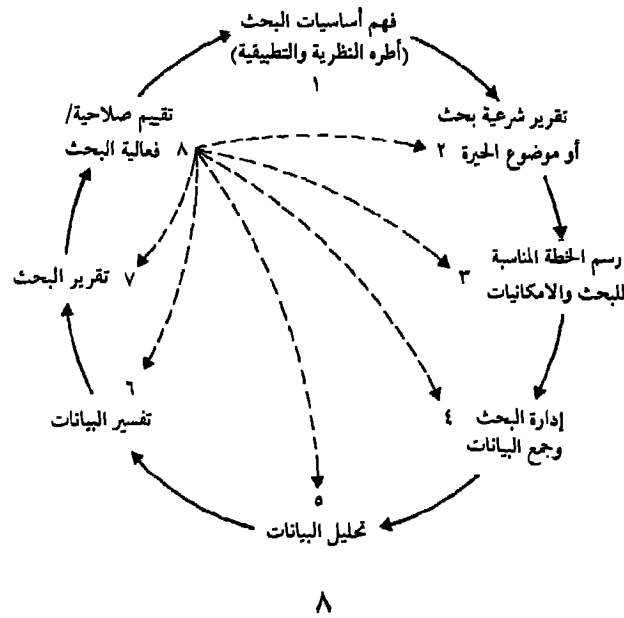 فهم أساسيات البحث
(أطره النظرية والتطبيقية)
١
تقرير شرعية بحث
أو موضوع الحيرة ٢
رسم الخطة المناسبة
للبحث والامكانيات ٣
إدارة البحث ٤
وجمع البيانات
٥
تحليل البيانات
٦
تفسير البيانات
٧ تقرير البحث
تقييم صلاحية/
٨ فعالية البحث
٨